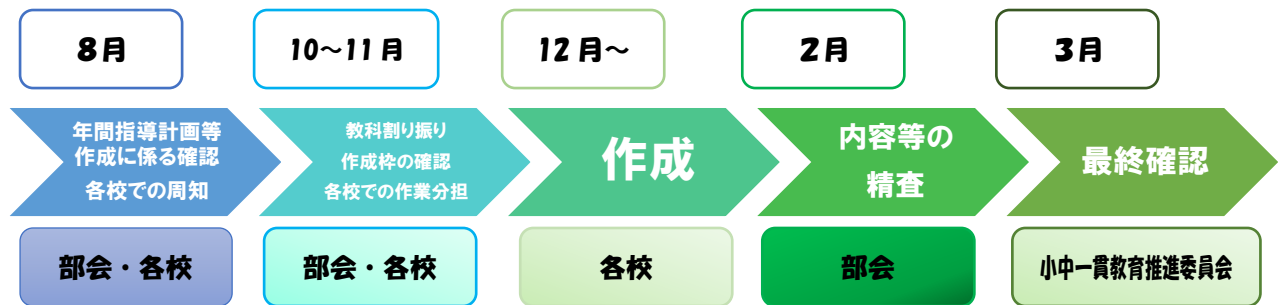 8月
10～11月
12月～
2月
3月
年間指導計画等
作成に係る確認
各校での周知
教科割り振り
作成枠の確認
各校での作業分担
作成
内容等の
精査
最終確認
部会・各校
部会・各校
各校
部会
小中一貫教育推進委員会